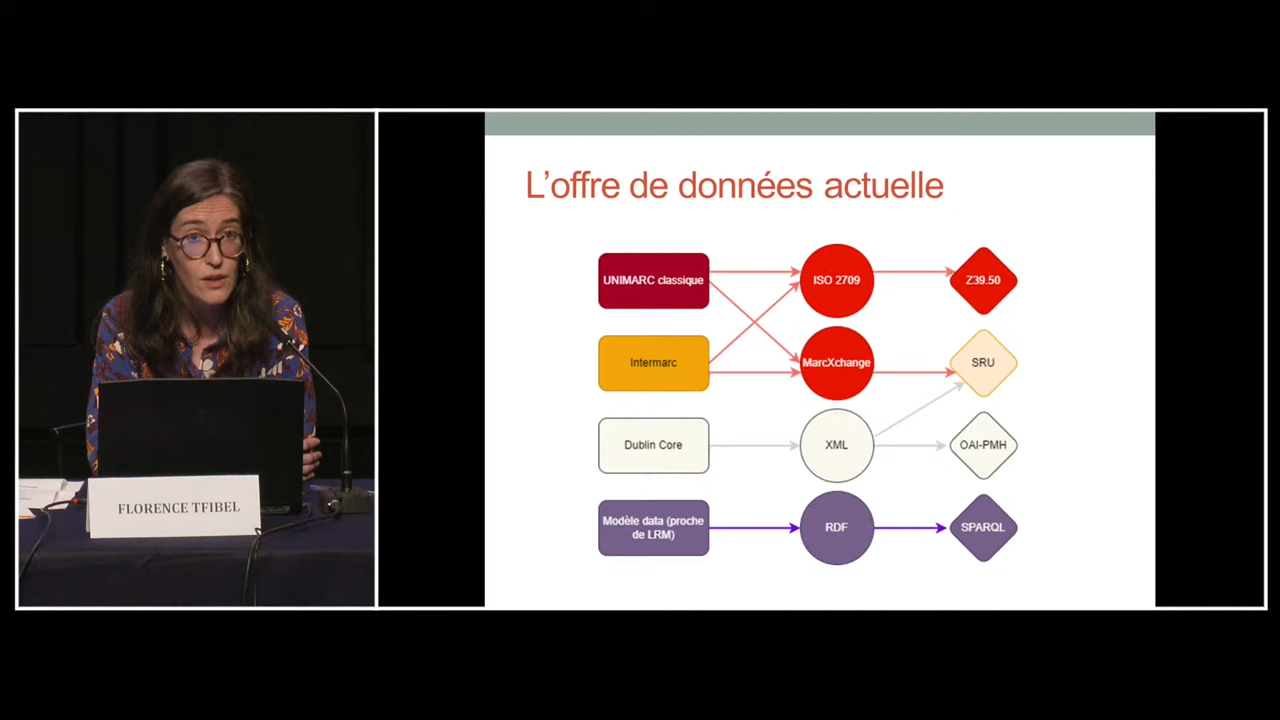 FLORENCE TFIBEL
L'offre de données actuelle
UNIMARC classique
ISO 2709
Z39.50
Intermarc
MarcXchange
SRU
Dublin Core
XML
OAI-PMH
Modèle data (proche
de LRM)
RDF
SPARQL